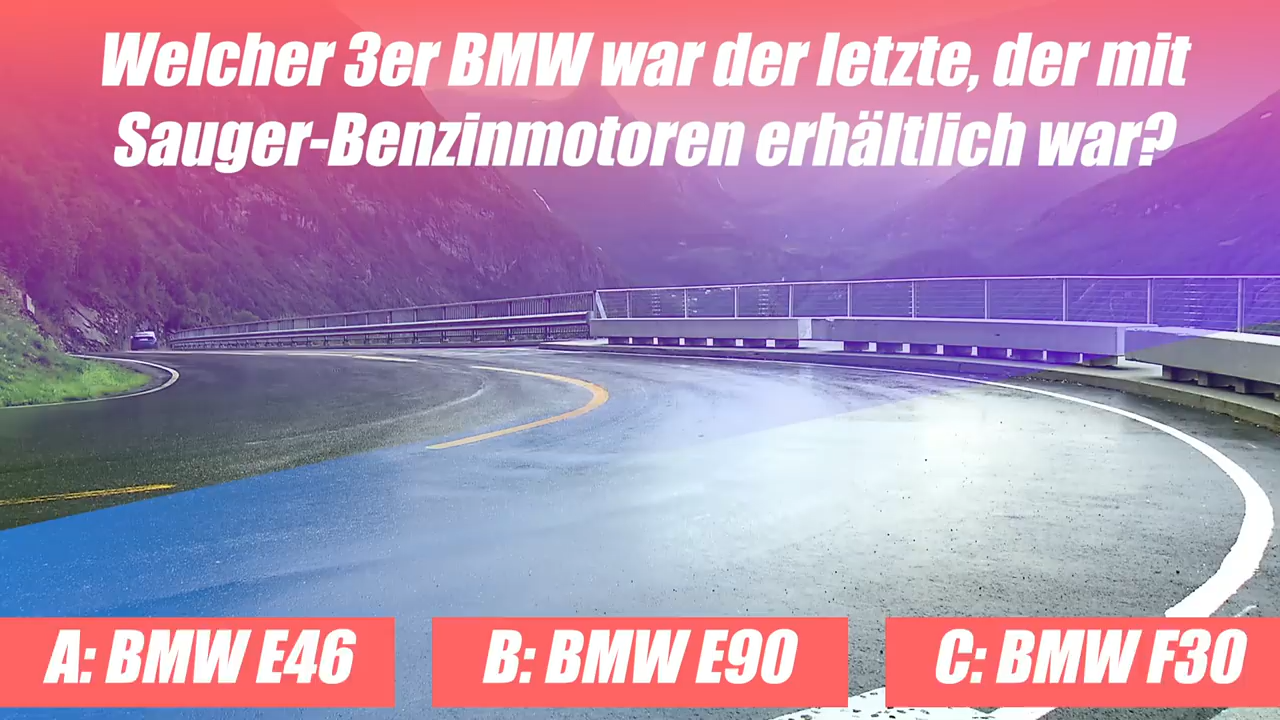 Welcher 3er BMW war der letzte, der mit
Sauger-Benzinmotoren erhältlich war?
A: BMW E46
B: BMW E90
C: BMW F30